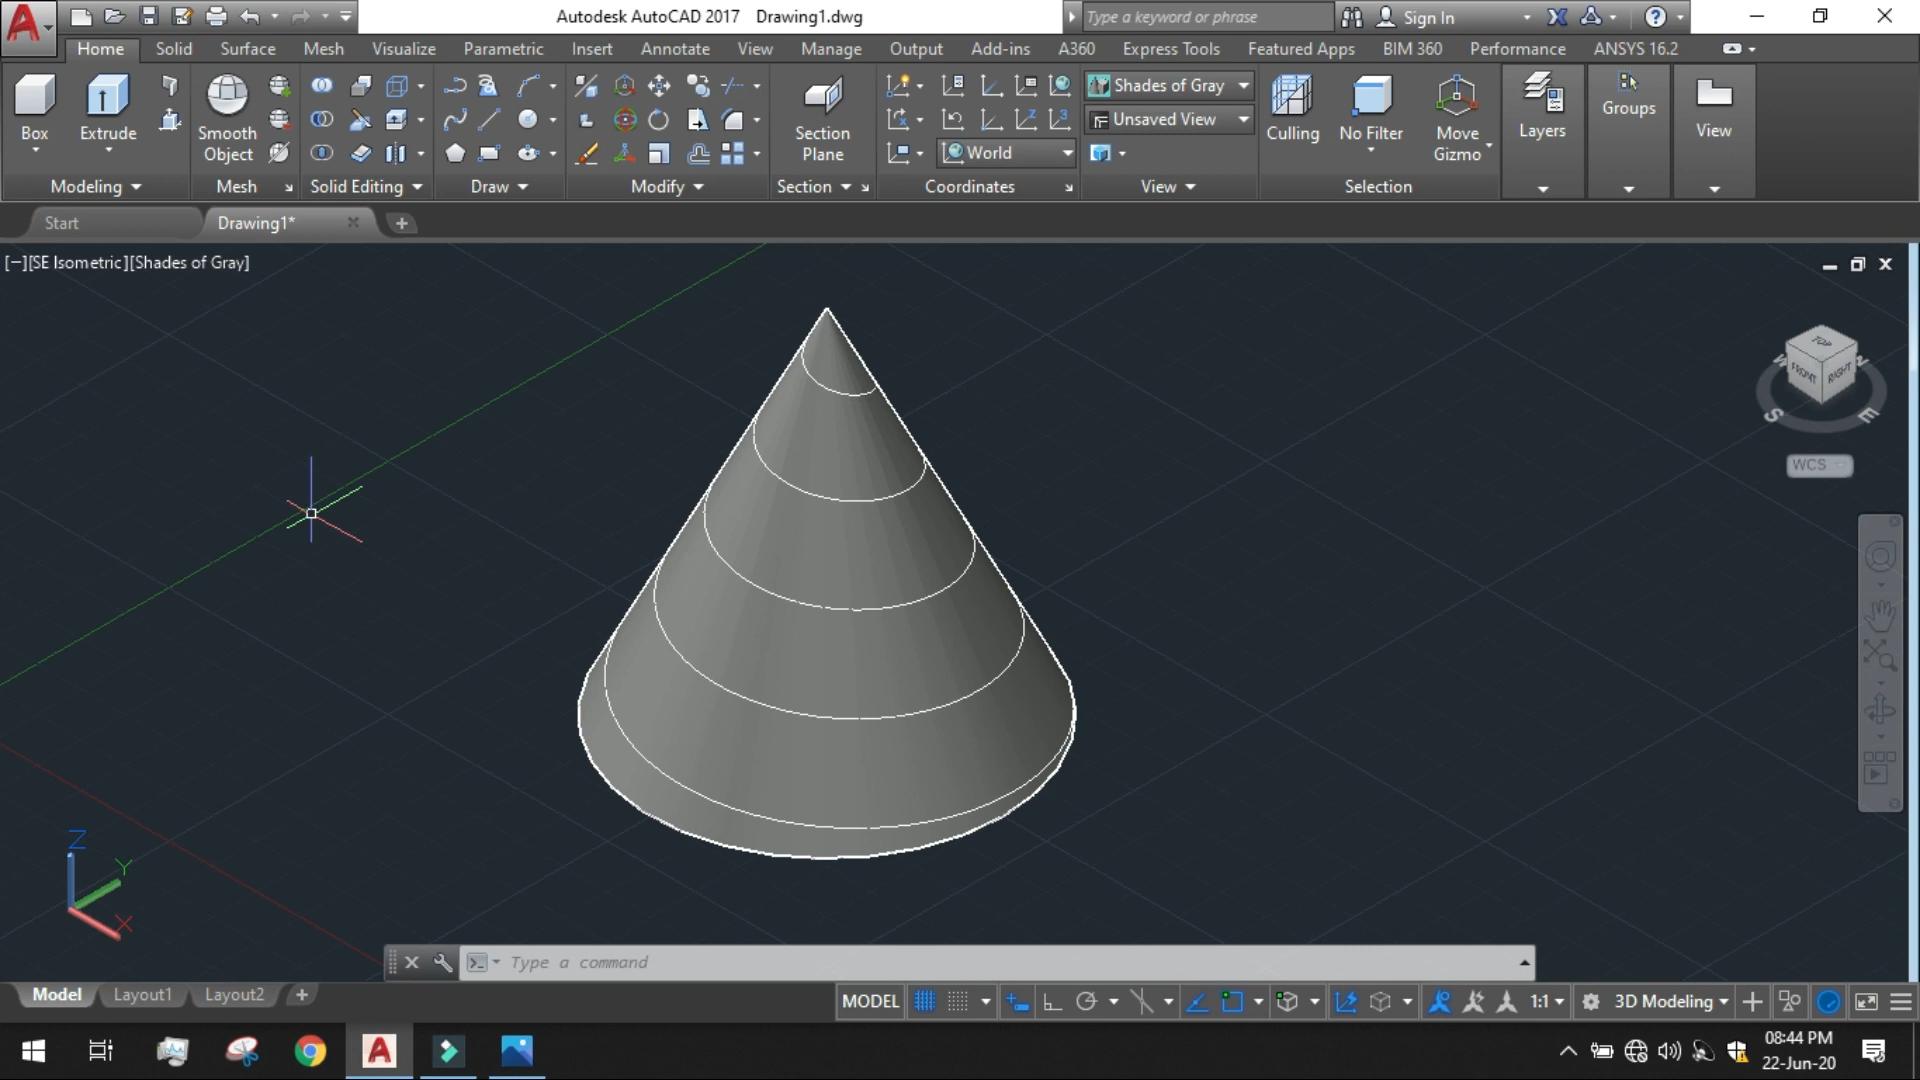 Autodesk AutoCAD 2017 Drawing1.dwg
Type a keyword or phrase
Sign In
Home Solid Surface Mesh Visualize Parametric Insert Annotate View Manage Output Add-ins A360 Express Tools Featured Apps BIM 360 Performance ANSYS 16.2
Box
Extrude
Smooth
Object
Section
Plane
World
Shades of Gray
Unsaved View
Culling
No Filter
Move
Gizmo
Layers
Groups
View
Modeling Mesh Solid Editing Draw Modify Section Coordinates View Selection
Start Drawing1*
[−][SE Isometric][Shades of Gray]
TOP
FRONT
RIGHT
S
E
WCS
Z
Y
X
Type a command
Model Layout1 Layout2
MODEL
1:1
3D Modeling
08:44 PM
22-Jun-20